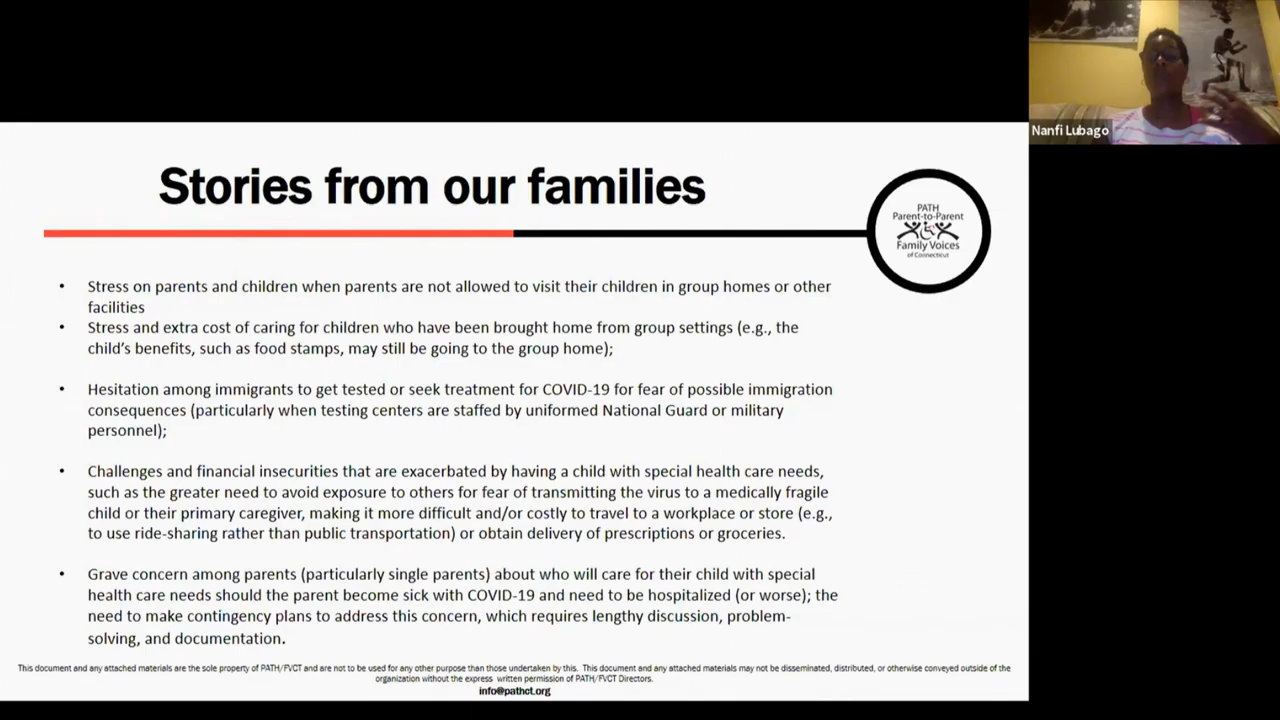 Nanfi Lubago
Stories from our families
PATH
Parent-to-Parent
Family Voices
of Connecticut
• Stress on parents and children when parents are not allowed to visit their children in group homes or other
facilities
• Stress and extra cost of caring for children who have been brought home from group settings (e.g., the
child’s benefits, such as food stamps, may still be going to the group home);
• Hesitation among immigrants to get tested or seek treatment for COVID-19 for fear of possible immigration
consequences (particularly when testing centers are staffed by uniformed National Guard or military
personnel);
• Challenges and financial insecurities that are exacerbated by having a child with special health care needs,
such as the greater need to avoid exposure to others for fear of transmitting the virus to a medically fragile
child or their primary caregiver, making it more difficult and/or costly to travel to a workplace or store (e.g.,
to use ride-sharing rather than public transportation) or obtain delivery of prescriptions or groceries.
• Grave concern among parents (particularly single parents) about who will care for their child with special
health care needs should the parent become sick with COVID-19 and need to be hospitalized (or worse); the
need to make contingency plans to address this concern, which requires lengthy discussion, problem-
solving, and documentation.
This document and any attached materials are the sole property of PATH/FVCT and are not to be used for any other purpose than those undertaken by this. This document and any attached materials may not be disseminated, distributed, or otherwise conveyed outside of the
organization without the express written permission of PATH/FVCT Directors.
info@pathct.org